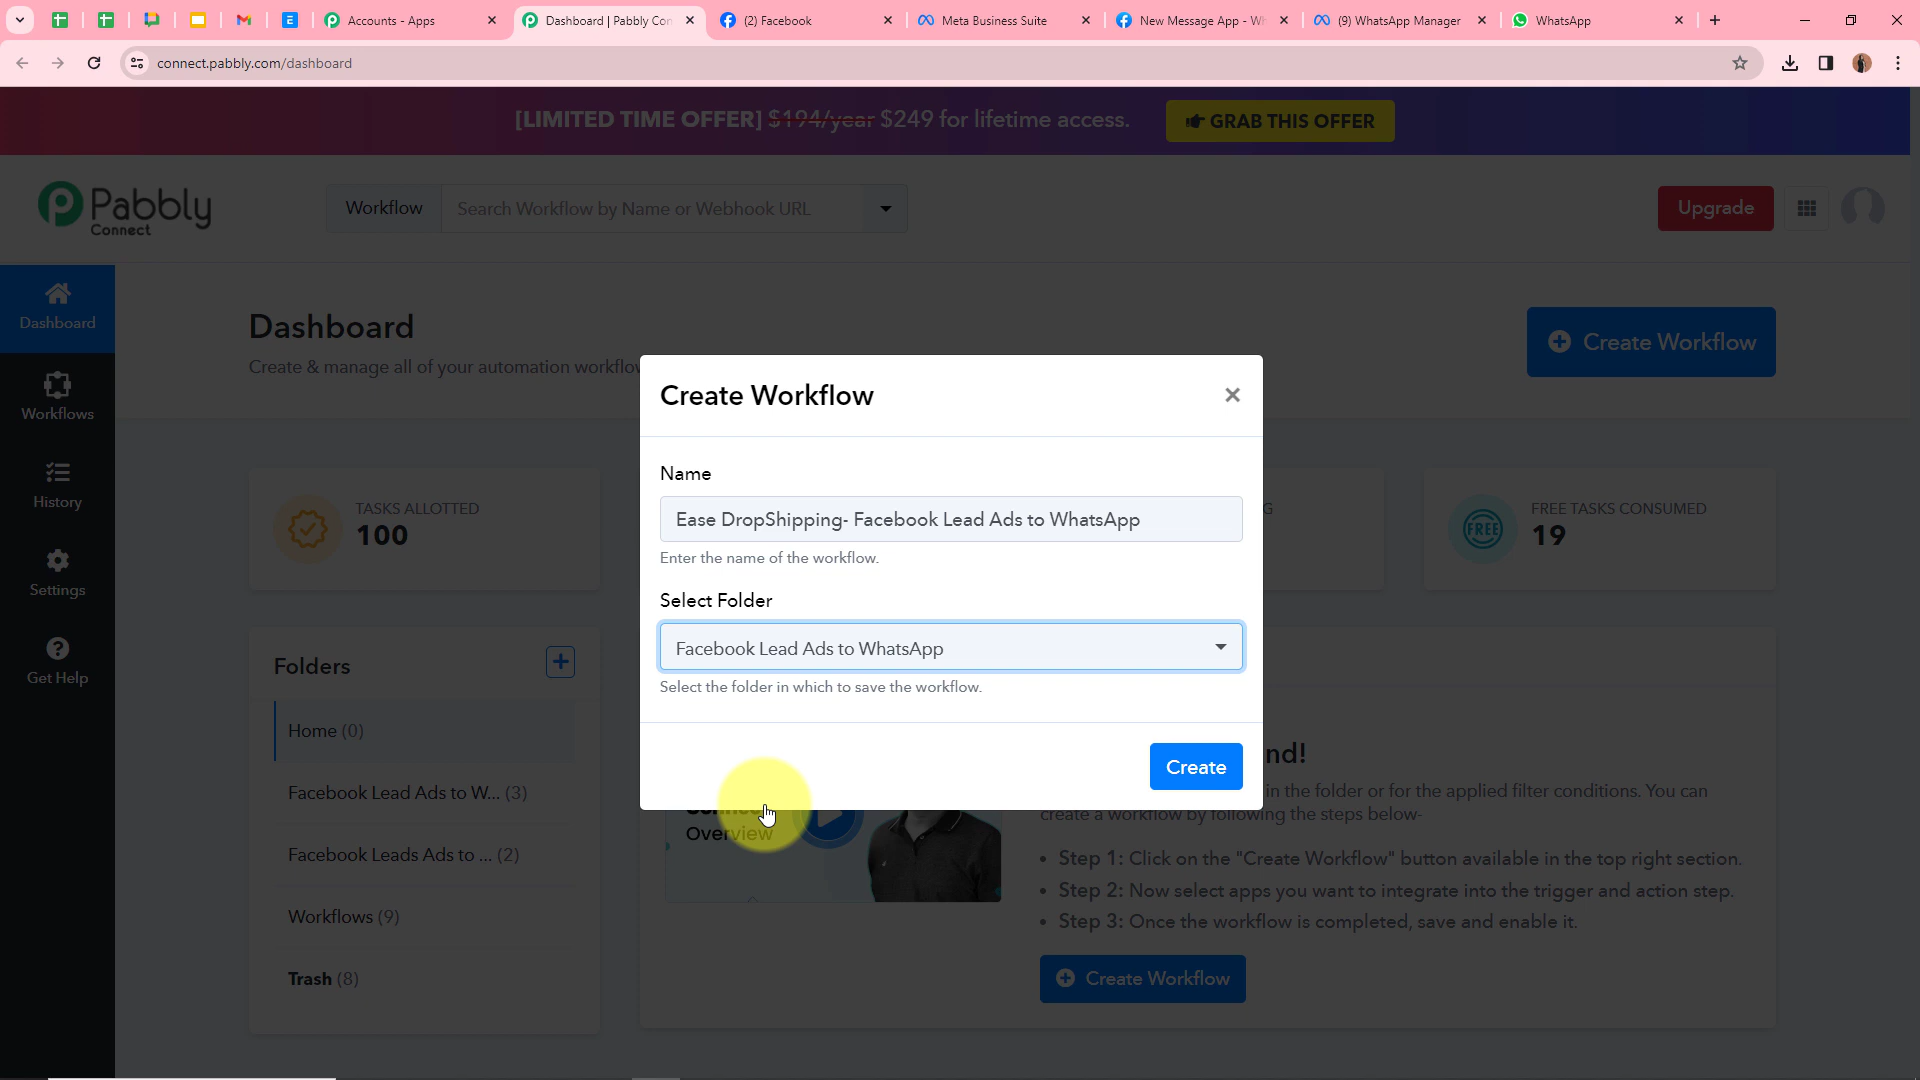 Accounts - Apps
Dashboard | Pabbly Con
(2) Facebook
Meta Business Suite
New Message App - Wh
(9) WhatsApp Manager
WhatsApp
connect.pabbly.com/dashboard
[LIMITED TIME OFFER] $194/year $249 for lifetime access.
GRAB THIS OFFER
Pabbly
Connect
Workflow
Search Workflow by Name or Webhook URL
Upgrade
Dashboard
Workflows
History
Settings
Get Help
Dashboard
Create & manage all of your automation workflow
Create Workflow
TASKS ALLOTTED
100
G
FREE TASKS CONSUMED
FREE
19
Create Workflow
×
Name
Ease DropShipping- Facebook Lead Ads to WhatsApp
Enter the name of the workflow.
Select Folder
Facebook Lead Ads to WhatsApp
Select the folder in which to save the workflow.
Create
Folders
Home (0)
Facebook Lead Ads to W... (3)
Facebook Leads Ads to ... (2)
Workflows (9)
Trash (8)
Overview
nd!
in the folder or for the applied filter conditions. You can
create a workflow by following the steps below-
Step 1: Click on the "Create Workflow" button available in the top right section.
Step 2: Now select apps you want to integrate into the trigger and action step.
Step 3: Once the workflow is completed, save and enable it.
Create Workflow